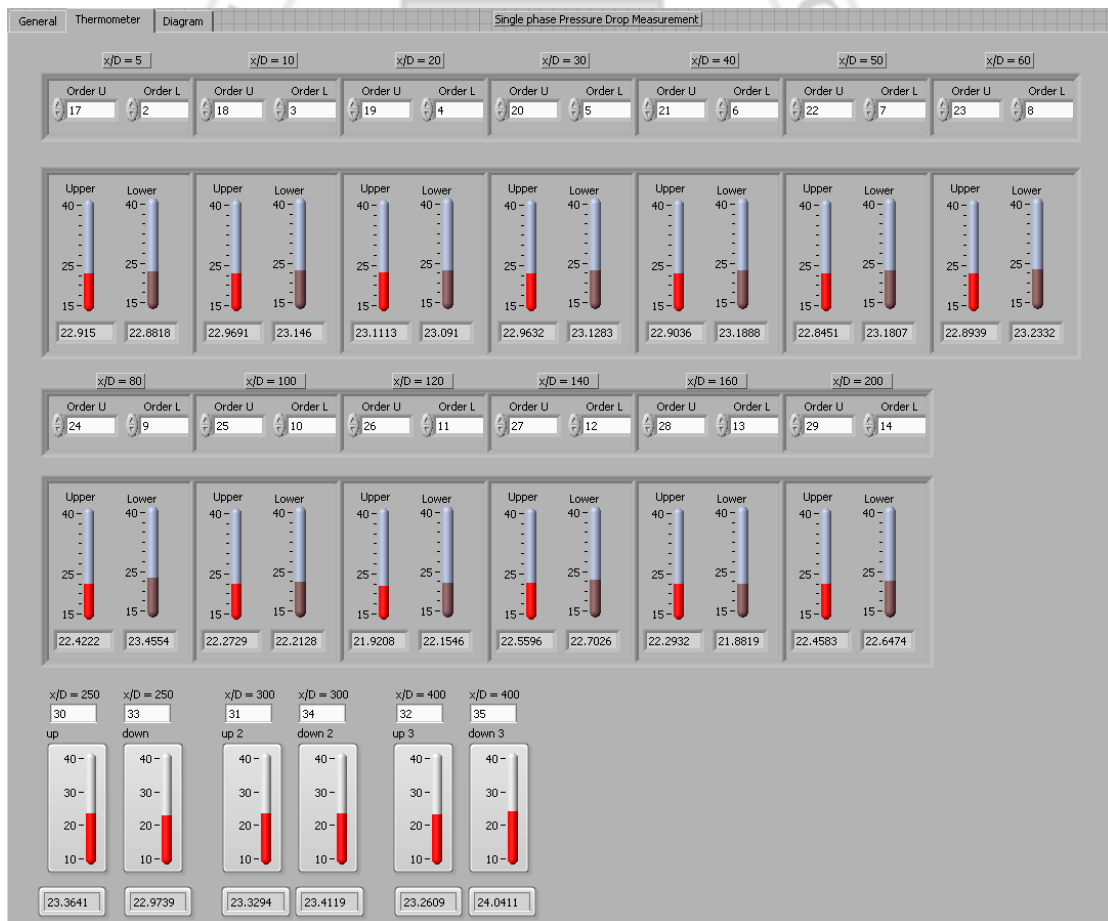 General Thermometer Diagram Single phase Pressure Drop Measurement
x/D = 5 x/D = 10 x/D = 20 x/D = 30 x/D = 40 x/D = 50 x/D = 60
Order U Order L Order U Order L Order U Order L Order U Order L Order U Order L Order U Order L Order U Order L
17 2 18 3 19 4 20 5 21 6 22 7 23 8
Upper Lower Upper Lower Upper Lower Upper Lower Upper Lower Upper Lower Upper Lower
40 40 40 40 40 40 40 40 40 40 40 40 40 40
25 25 25 25 25 25 25 25 25 25 25 25 25 25
15 15 15 15 15 15 15 15 15 15 15 15 15 15
22.915 22.8818 22.9691 23.146 23.1113 23.091 22.9632 23.1283 22.9036 23.1888 22.8451 23.1807 22.8939 23.2332
x/D = 80 x/D = 100 x/D = 120 x/D = 140 x/D = 160 x/D = 200
Order U Order L Order U Order L Order U Order L Order U Order L Order U Order L Order U Order L
24 9 25 10 26 11 27 12 28 13 29 14
Upper Lower Upper Lower Upper Lower Upper Lower Upper Lower Upper Lower
40 40 40 40 40 40 40 40 40 40 40 40
25 25 25 25 25 25 25 25 25 25 25 25
15 15 15 15 15 15 15 15 15 15 15 15
22.4222 23.4554 22.2729 22.2128 21.9208 22.1546 22.5596 22.7026 22.2932 21.8819 22.4583 22.6474
x/D = 250 x/D = 250 x/D = 300 x/D = 300 x/D = 400 x/D = 400
30 33 31 34 32 35
up down up 2 down 2 up 3 down 3
40 40 40 40 40 40
30 30 30 30 30 30
20 20 20 20 20 20
10 10 10 10 10 10
23.3641 22.9739 23.3294 23.4119 23.2609 24.0411